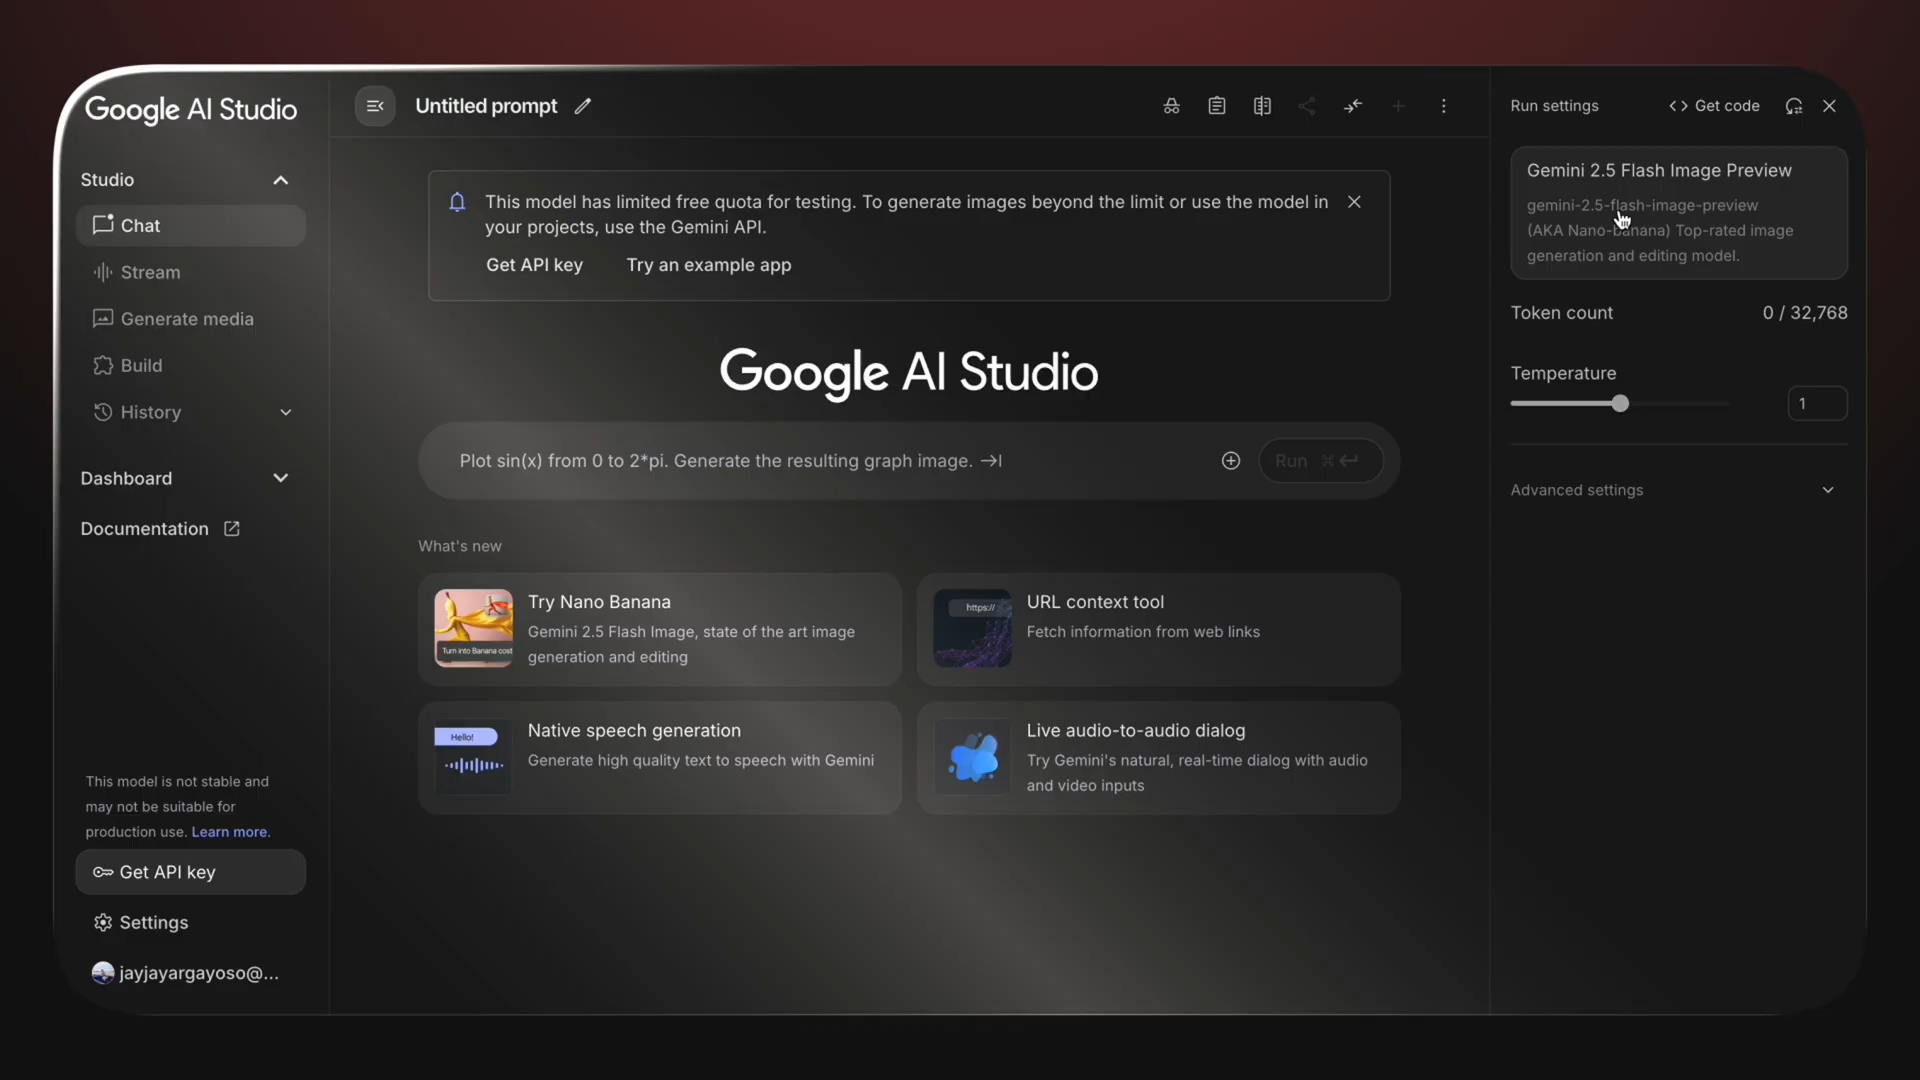 Google AI Studio
Studio
Chat
Stream
Generate media
Build
History
Dashboard
Documentation
This model is not stable and
may not be suitable for
production use. Learn more.
Get API key
Settings
jayjayargayoso@...
Untitled prompt
This model has limited free quota for testing. To generate images beyond the limit or use the model in
your projects, use the Gemini API.
Get API key Try an example app
Google AI Studio
Plot sin(x) from 0 to 2*pi. Generate the resulting graph image.
Run ⌘
What's new
Turn into Banana cost
Try Nano Banana
Gemini 2.5 Flash Image, state of the art image
generation and editing
https://
URL context tool
Fetch information from web links
Hello!
Native speech generation
Generate high quality text to speech with Gemini
Live audio-to-audio dialog
Try Gemini's natural, real-time dialog with audio
and video inputs
Run settings
<> Get code
Gemini 2.5 Flash Image Preview
gemini-2.5-flash-image-preview
(AKA Nano-banana) Top-rated image
generation and editing model.
Token count 0 / 32,768
Temperature
1
Advanced settings